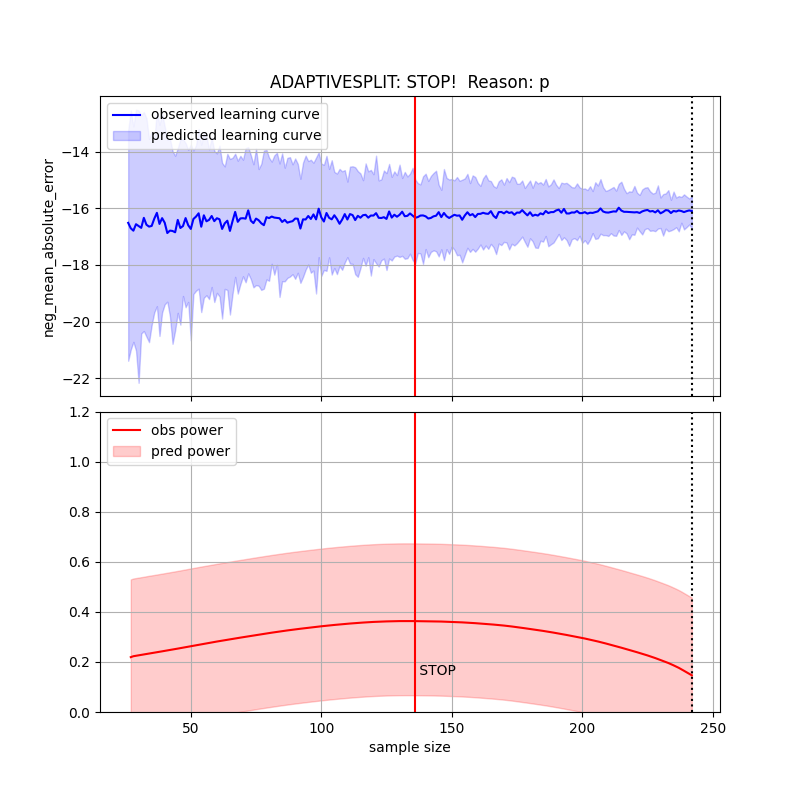 ADAPTIVESPLIT: STOP!  Reason: p
observed learning curve
predicted learning curve
neg_mean_absolute_error
−14
−16
−18
−20
−22
obs power
pred power
1.2
1.0
0.8
0.6
0.4
0.2
0.0
STOP
50
100
150
200
250
sample size